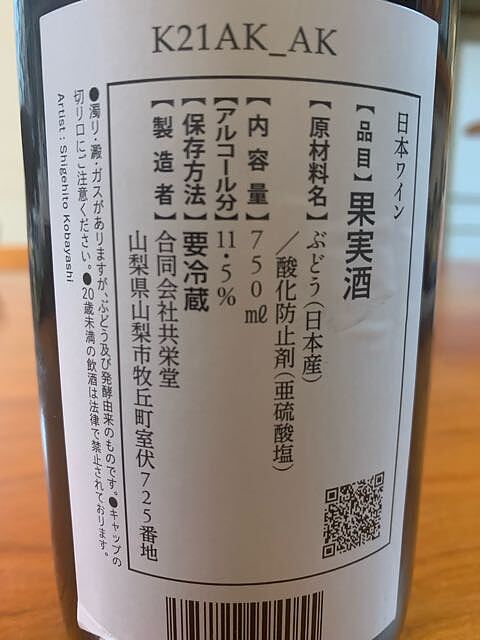 K21AK_AK
日本ワイン
【品目】果実酒
【原材料名】ぶどう(日本産)
／酸化防止剤(亜硫酸塩)
【内容量】750㎖
【アルコール分】11・5%
【保存方法】要冷蔵
【製造者】合同会社共栄堂
山梨県山梨市牧丘町室伏725番地
●濁り・澱・ガスがありますが、ぶどう及び発酵由来のものです。●キャップの
切り口にご注意ください。●20歳未満の飲酒は法律で禁止されております。
Artist : Shigehito Kobayashi